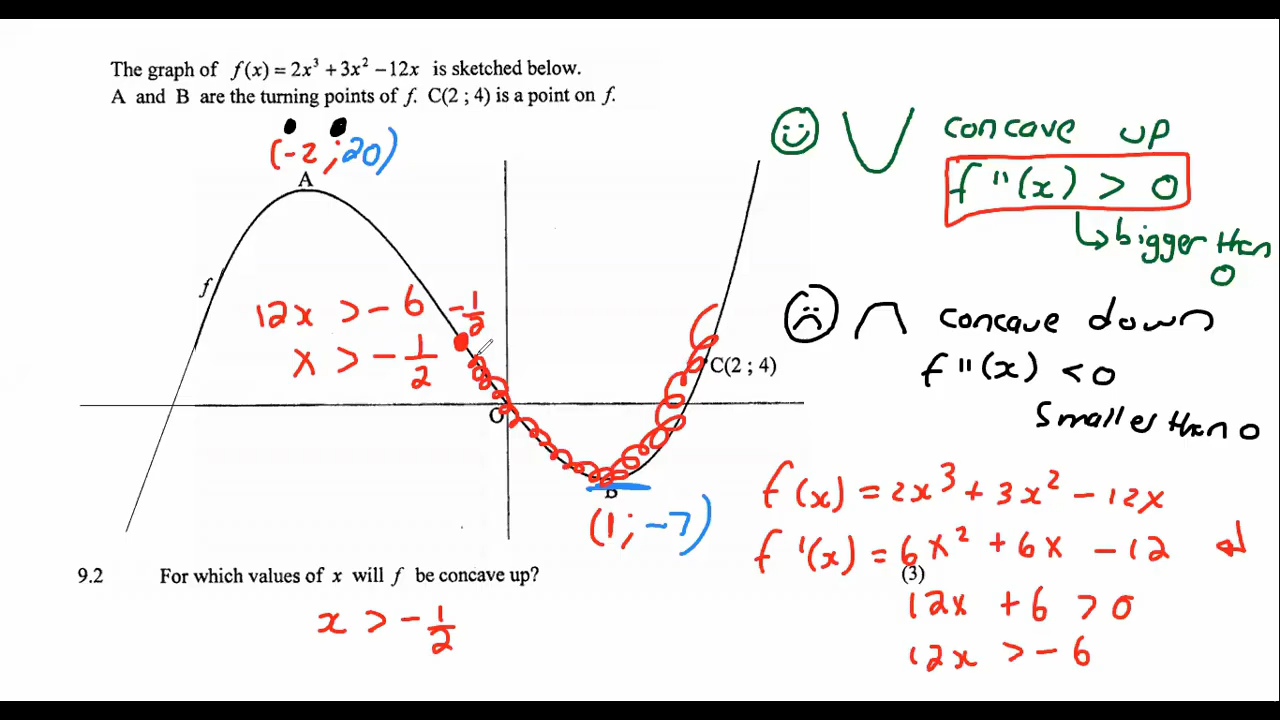 The graph of f(x) = 2x³ + 3x² − 12x is sketched below.
A and B are the turning points of f. C(2 ; 4) is a point on f.
(-2 ; 20)
A
f
12x > - 6
x > - 1/2
- 1/2
C(2 ; 4)
O
B
(1 ; -7)
concave up
f''(x) > 0
↳ bigger than
0
concave down
f''(x) < 0
smaller than 0
f(x) = 2x³ + 3x² - 12x
f'(x) = 6x² + 6x - 12
(3)
12x + 6 > 0
12x > - 6
9.2 For which values of x will f be concave up?
x > - 1/2